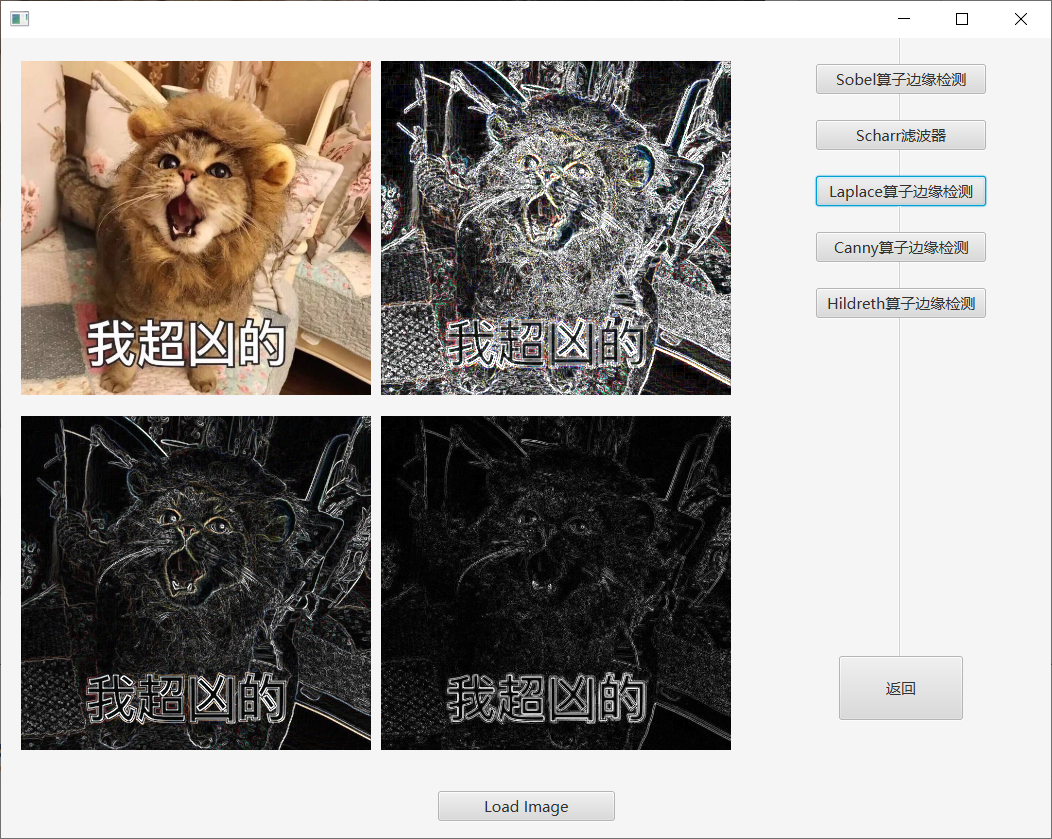 Sobel算子边缘检测
Scharr滤波器
Laplace算子边缘检测
Canny算子边缘检测
Hildreth算子边缘检测
我超凶的
我超凶的
我超凶的
我超凶的
返回
Load Image